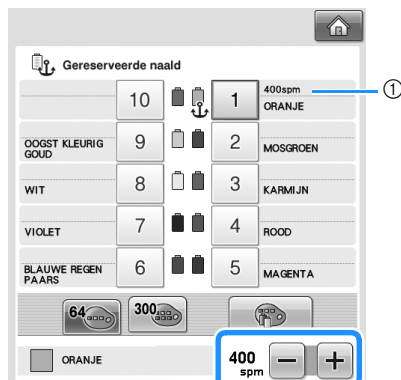 Gereserveerde naald
10
1
400spm
ORANJE
①
OOGST KLEURIG
GOUD
9
2
MOSGROEN
WIT
8
3
KARMIJN
VIOLET
7
4
ROOD
BLAUWE REGEN
PAARS
6
5
MAGENTA
64
300
ORANJE
400
spm